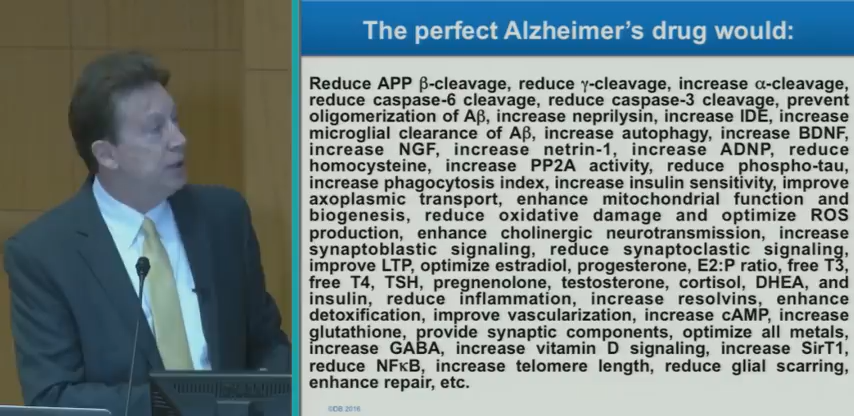 The perfect Alzheimer's drug would:
Reduce APP β-cleavage, reduce γ-cleavage, increase α-cleavage,
reduce caspase-6 cleavage, reduce caspase-3 cleavage, prevent
oligomerization of Aβ, increase neprilysin, increase IDE, increase
microglial clearance of Aβ, increase autophagy, increase BDNF,
increase NGF, increase netrin-1, increase ADNP, reduce
homocysteine, increase PP2A activity, reduce phospho-tau,
increase phagocytosis index, increase insulin sensitivity, improve
axoplasmic transport, enhance mitochondrial function and
biogenesis, reduce oxidative damage and optimize ROS
production, enhance cholinergic neurotransmission, increase
synaptoblastic signaling, reduce synaptoclastic signaling,
improve LTP, optimize estradiol, progesterone, E2:P ratio, free T3,
free T4, TSH, pregnenolone, testosterone, cortisol, DHEA, and
insulin, reduce inflammation, increase resolvins, enhance
detoxification, improve vascularization, increase cAMP, increase
glutathione, provide synaptic components, optimize all metals,
increase GABA, increase vitamin D signaling, increase SirT1,
reduce NFκB, increase telomere length, reduce glial scarring,
enhance repair, etc.
©DB 2016